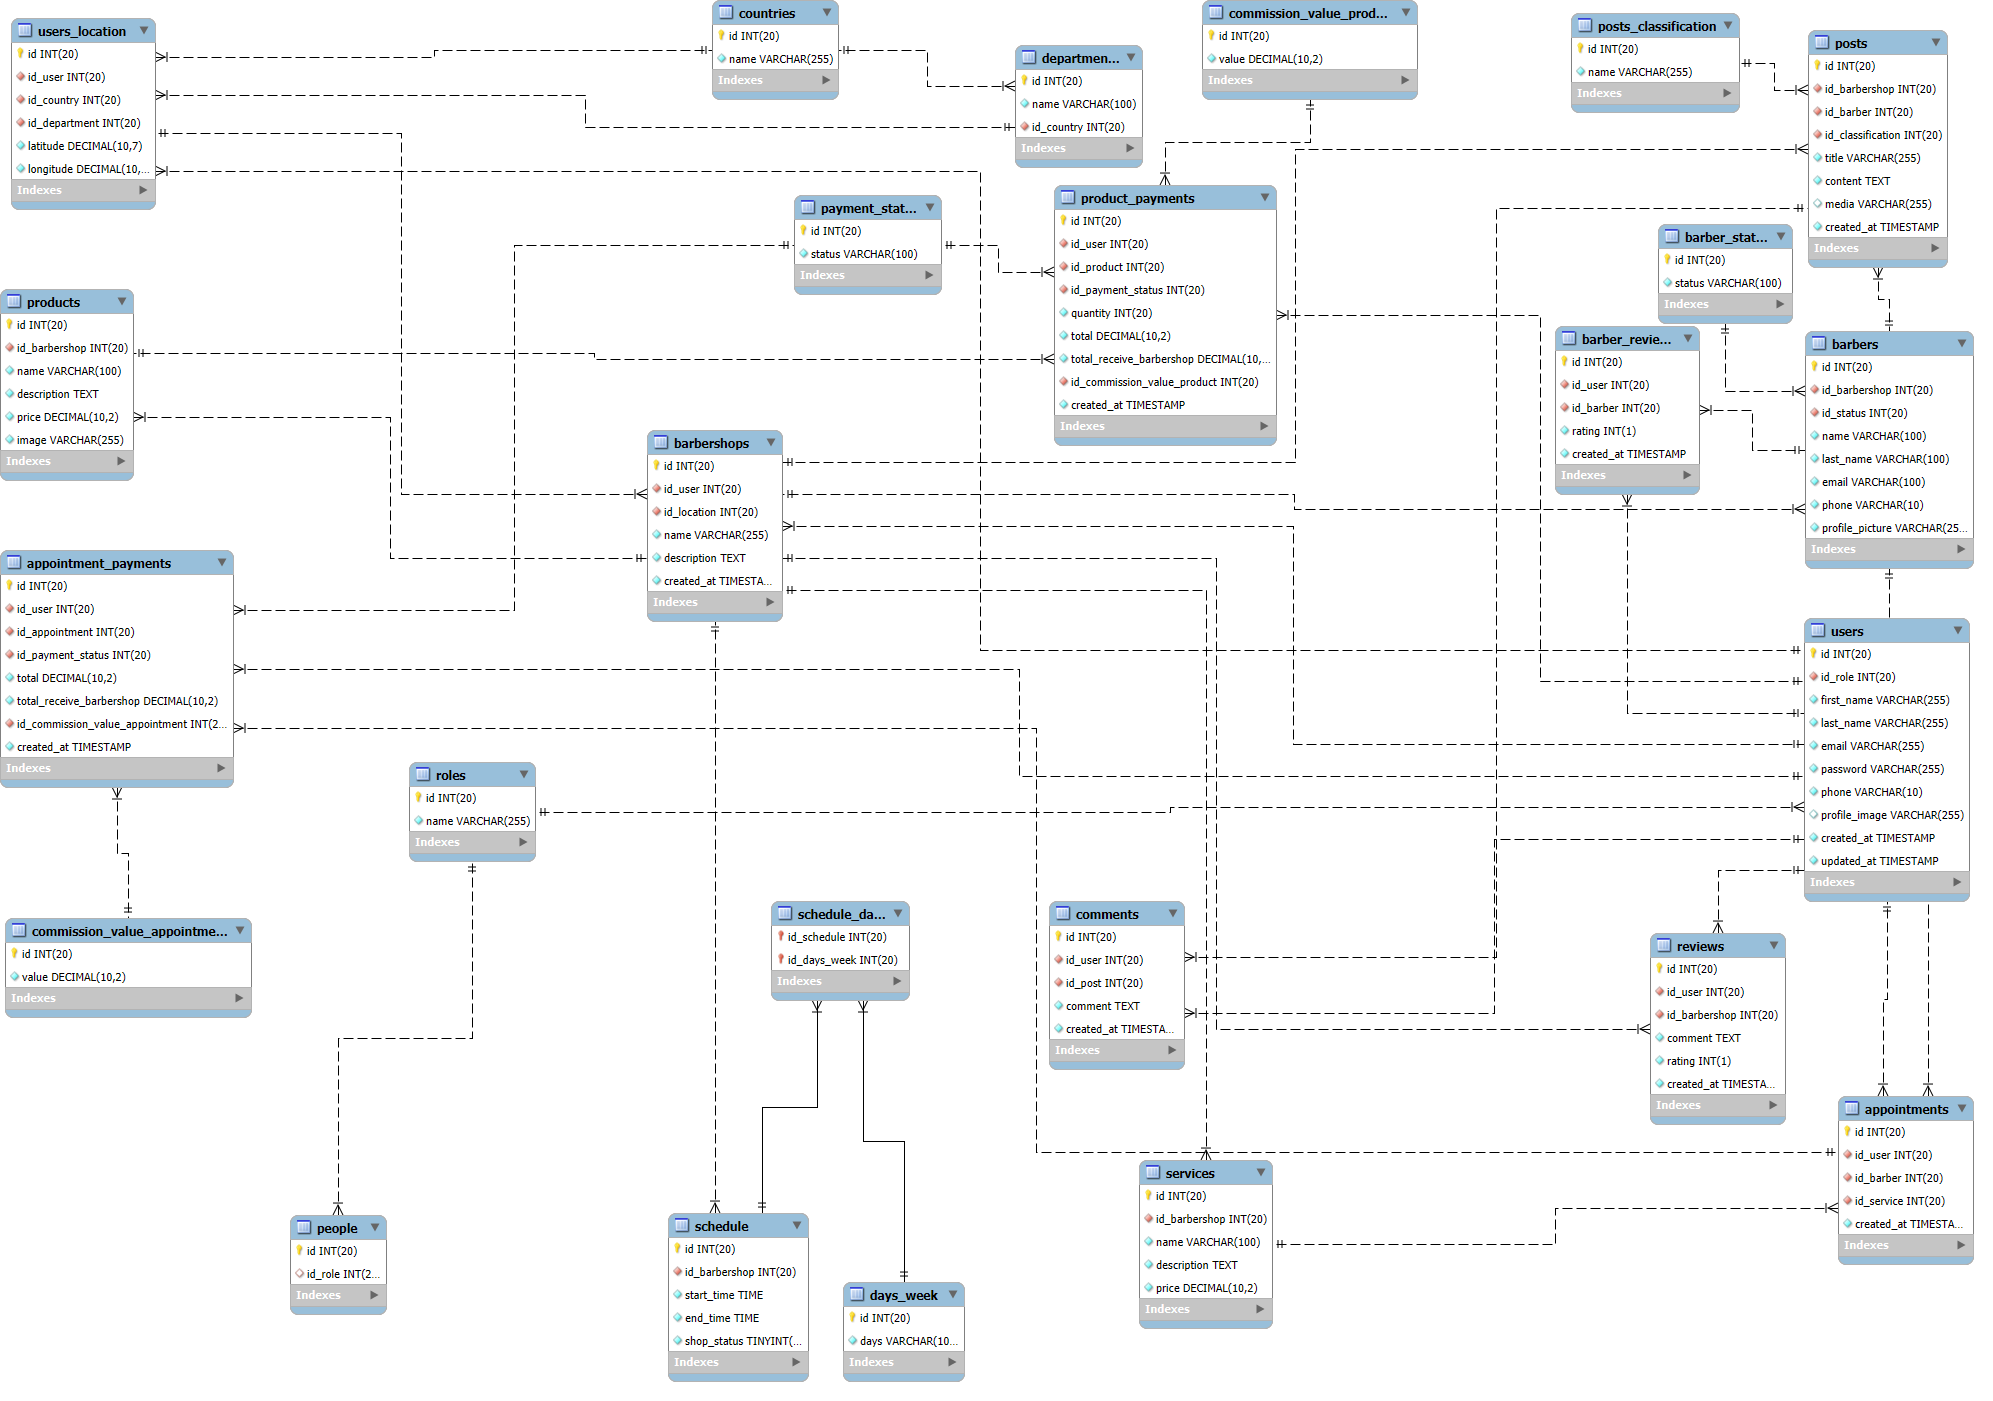 users_location
id INT(20)
id_user INT(20)
id_country INT(20)
id_department INT(20)
latitude DECIMAL(10,7)
longitude DECIMAL(10,...
Indexes
countries
id INT(20)
name VARCHAR(255)
Indexes
departmen...
id INT(20)
name VARCHAR(100)
id_country INT(20)
Indexes
commission_value_prod...
id INT(20)
value DECIMAL(10,2)
Indexes
posts_classification
id INT(20)
name VARCHAR(255)
Indexes
posts
id INT(20)
id_barbershop INT(20)
id_barber INT(20)
id_classification INT(20)
title VARCHAR(255)
content TEXT
media VARCHAR(255)
created_at TIMESTAMP
Indexes
payment_stat...
id INT(20)
status VARCHAR(100)
Indexes
product_payments
id INT(20)
id_user INT(20)
id_product INT(20)
id_payment_status INT(20)
quantity INT(20)
total DECIMAL(10,2)
total_receive_barbershop DECIMAL(10,...
id_commission_value_product INT(20)
created_at TIMESTAMP
Indexes
barber_stat...
id INT(20)
status VARCHAR(100)
Indexes
products
id INT(20)
id_barbershop INT(20)
name VARCHAR(100)
description TEXT
price DECIMAL(10,2)
image VARCHAR(255)
Indexes
barber_revie...
id INT(20)
id_user INT(20)
id_barber INT(20)
rating INT(1)
created_at TIMESTAMP
Indexes
barbers
id INT(20)
id_barbershop INT(20)
id_status INT(20)
name VARCHAR(100)
last_name VARCHAR(100)
email VARCHAR(100)
phone VARCHAR(10)
profile_picture VARCHAR(25...
Indexes
barbershops
id INT(20)
id_user INT(20)
id_location INT(20)
name VARCHAR(255)
description TEXT
created_at TIMESTA...
Indexes
appointment_payments
id INT(20)
id_user INT(20)
id_appointment INT(20)
id_payment_status INT(20)
total DECIMAL(10,2)
total_receive_barbershop DECIMAL(10,2)
id_commission_value_appointment INT(2...
created_at TIMESTAMP
Indexes
users
id INT(20)
id_role INT(20)
first_name VARCHAR(255)
last_name VARCHAR(255)
email VARCHAR(255)
password VARCHAR(255)
phone VARCHAR(10)
profile_image VARCHAR(255)
created_at TIMESTAMP
updated_at TIMESTAMP
Indexes
roles
id INT(20)
name VARCHAR(255)
Indexes
commission_value_appointme...
id INT(20)
value DECIMAL(10,2)
Indexes
schedule_da...
id_schedule INT(20)
id_days_week INT(20)
Indexes
comments
id INT(20)
id_user INT(20)
id_post INT(20)
comment TEXT
created_at TIMESTA...
Indexes
reviews
id INT(20)
id_user INT(20)
id_barbershop INT(20)
comment TEXT
rating INT(1)
created_at TIMESTA...
Indexes
appointments
id INT(20)
id_user INT(20)
id_barber INT(20)
id_service INT(20)
created_at TIMESTA...
Indexes
people
id INT(20)
id_role INT(2...
Indexes
schedule
id INT(20)
id_barbershop INT(20)
start_time TIME
end_time TIME
shop_status TINYINT(...
Indexes
days_week
id INT(20)
days VARCHAR(10...
Indexes
services
id INT(20)
id_barbershop INT(20)
name VARCHAR(100)
description TEXT
price DECIMAL(10,2)
Indexes